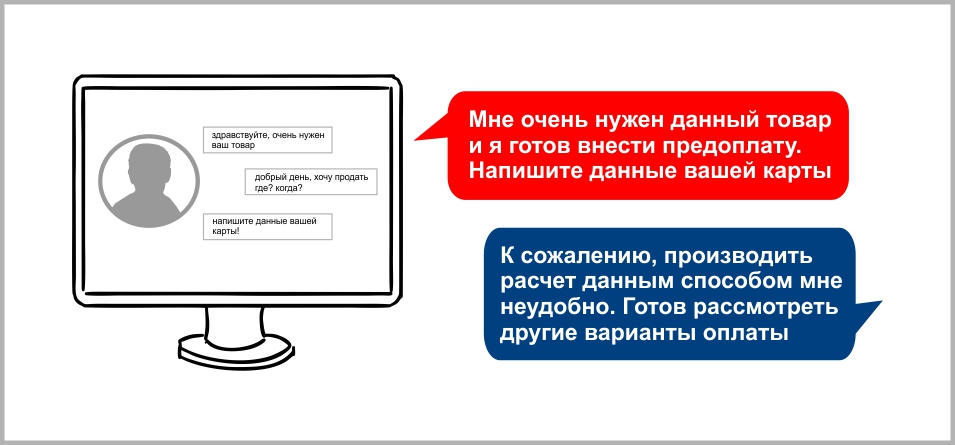 здравствуйте, очень нужен
ваш товар
добрый день, хочу продать
где? когда?
напишите данные вашей
карты!
Мне очень нужен данный товар
и я готов внести предоплату.
Напишите данные вашей карты
К сожалению, производить
расчет данным способом мне
неудобно. Готов рассмотреть
другие варианты оплаты